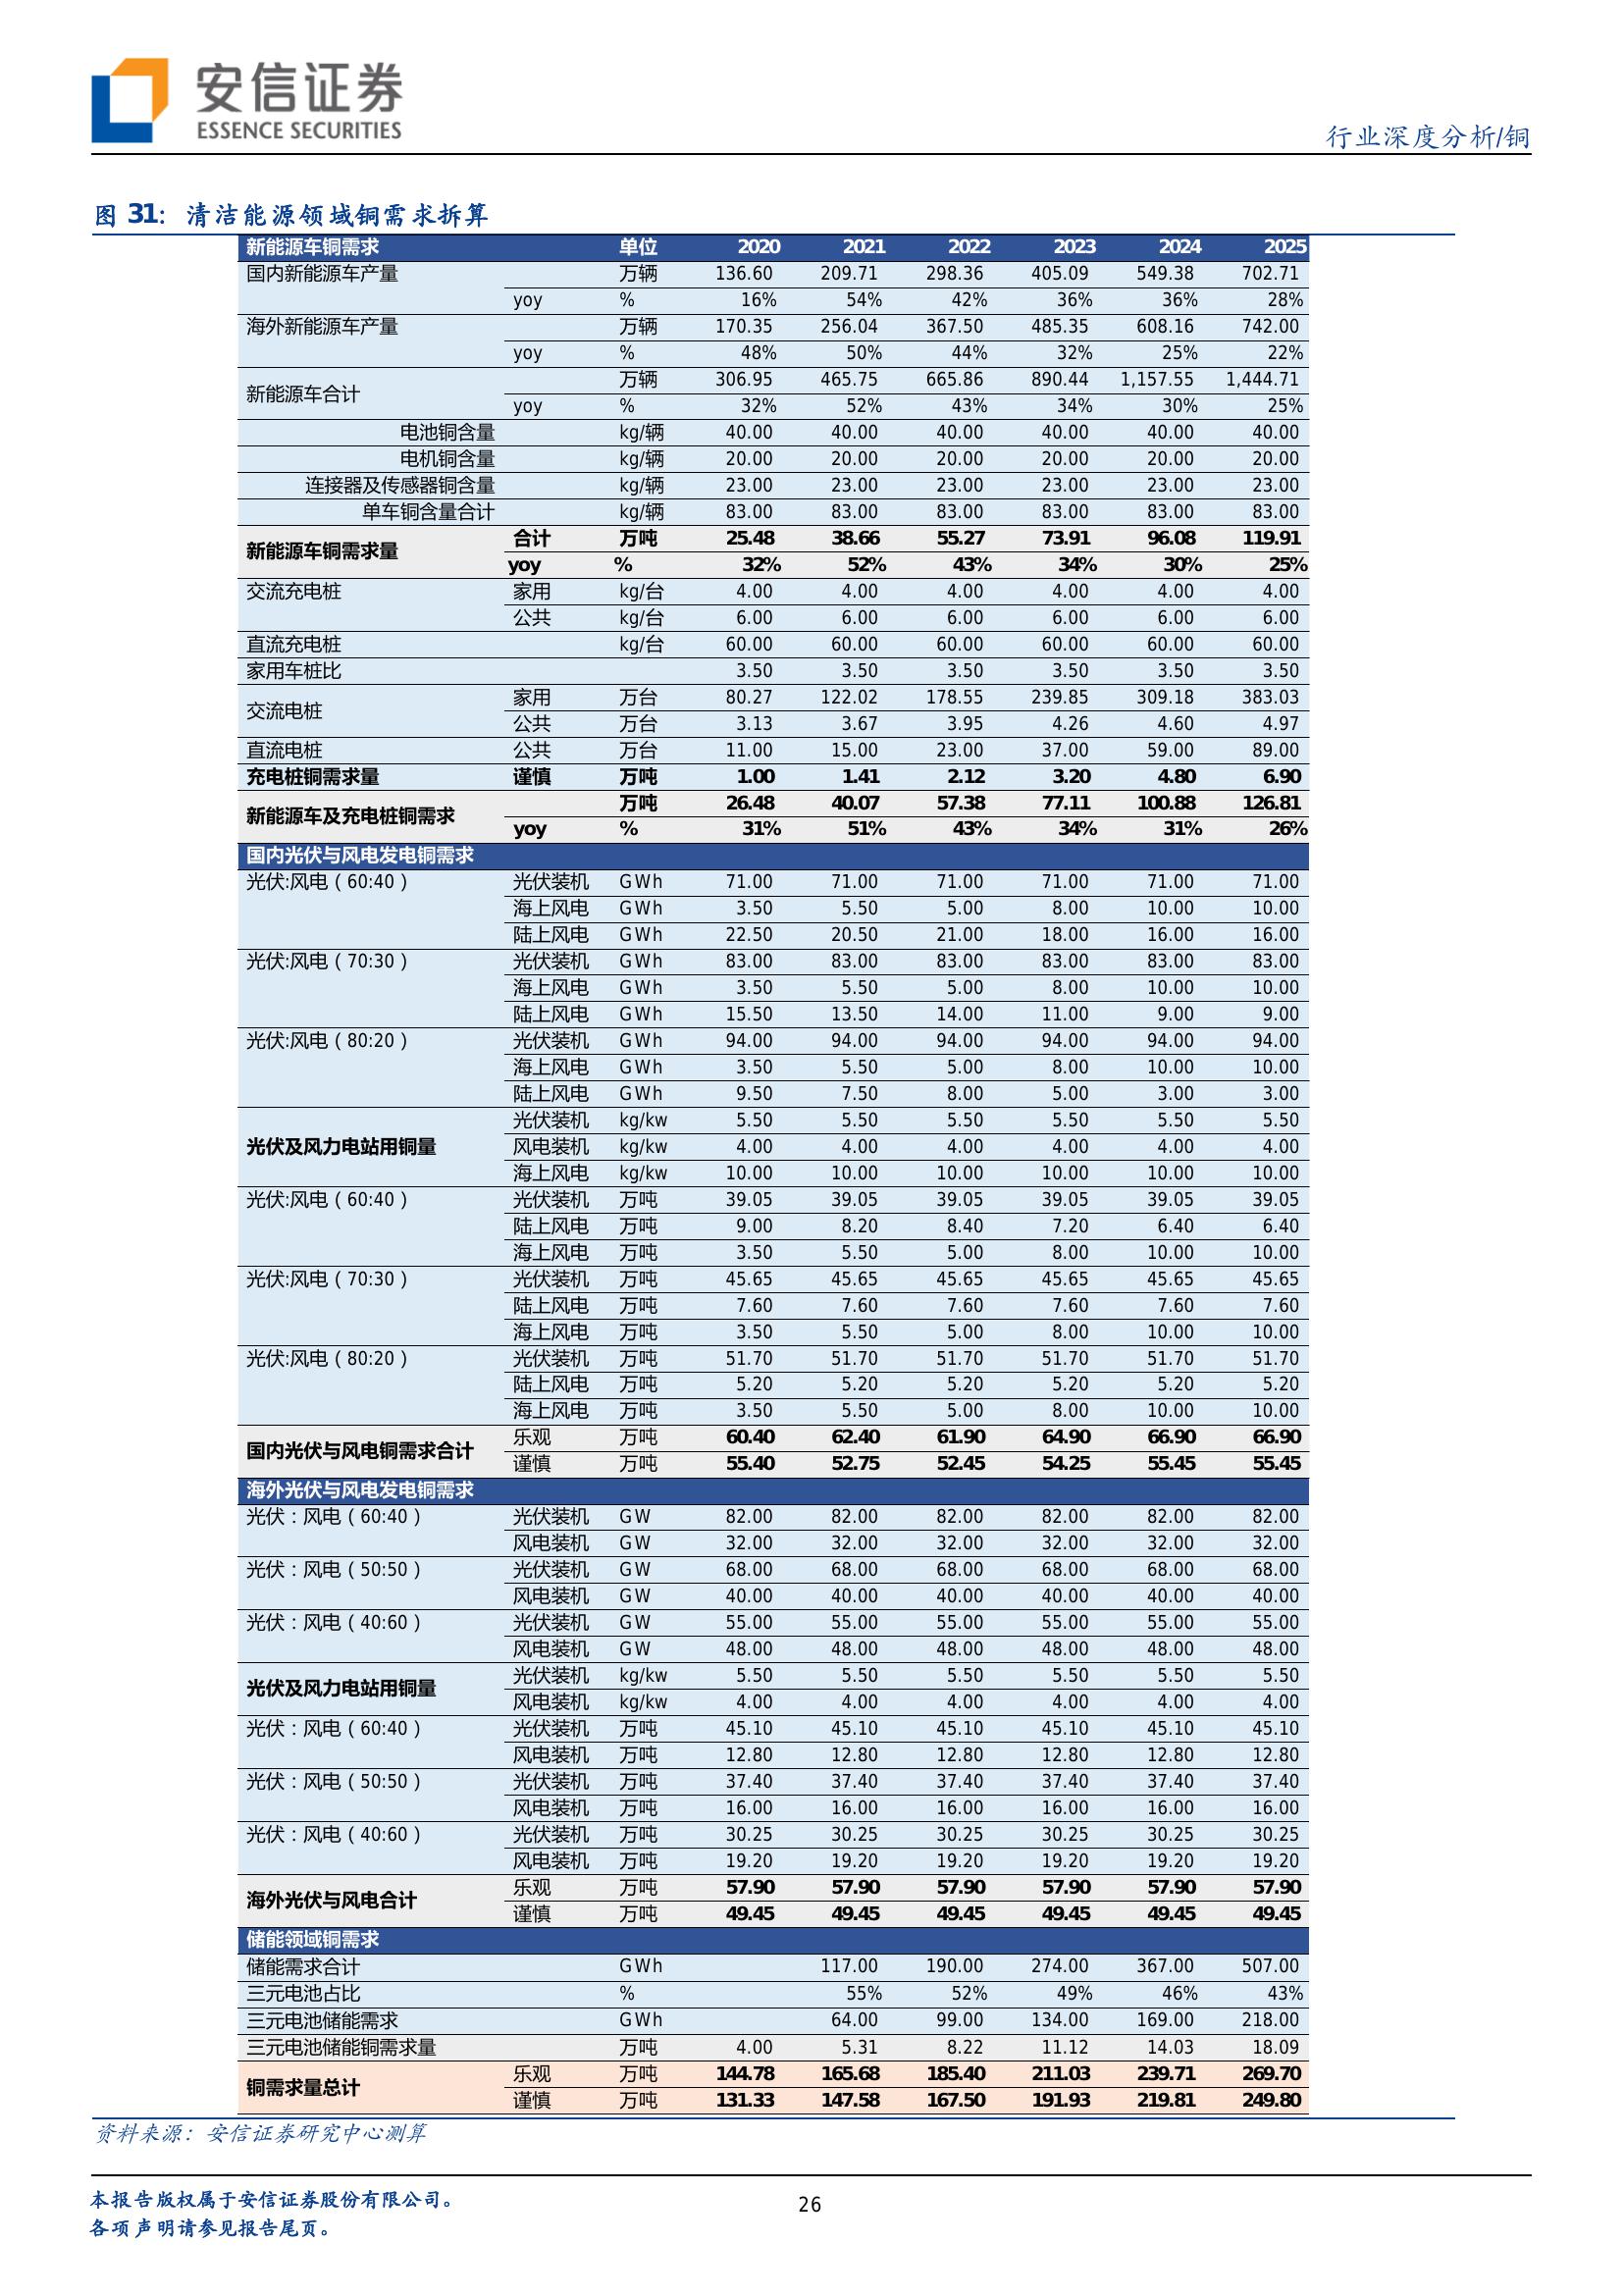 安信证券
ESSENCE SECURITIES
行业深度分析/铜
图 31：清洁能源领域铜需求拆算
新能源车铜需求 单位 2020 2021 2022 2023 2024 2025
国内新能源车产量 万辆 136.60 209.71 298.36 405.09 549.38 702.71
yoy % 16% 54% 42% 36% 36% 28%
海外新能源车产量 万辆 170.35 256.04 367.50 485.35 608.16 742.00
yoy % 48% 50% 44% 32% 25% 22%
新能源车合计 万辆 306.95 465.75 665.86 890.44 1,157.55 1,444.71
yoy % 32% 52% 43% 34% 30% 25%
电池铜含量 kg/辆 40.00 40.00 40.00 40.00 40.00 40.00
电机铜含量 kg/辆 20.00 20.00 20.00 20.00 20.00 20.00
连接器及传感器铜含量 kg/辆 23.00 23.00 23.00 23.00 23.00 23.00
单车铜含量合计 kg/辆 83.00 83.00 83.00 83.00 83.00 83.00
新能源车铜需求量 合计 万吨 25.48 38.66 55.27 73.91 96.08 119.91
yoy % 32% 52% 43% 34% 30% 25%
交流充电桩 家用 kg/台 4.00 4.00 4.00 4.00 4.00 4.00
公共 kg/台 6.00 6.00 6.00 6.00 6.00 6.00
直流充电桩 kg/台 60.00 60.00 60.00 60.00 60.00 60.00
家用车桩比 3.50 3.50 3.50 3.50 3.50 3.50
交流电桩 家用 万台 80.27 122.02 178.55 239.85 309.18 383.03
公共 万台 3.13 3.67 3.95 4.26 4.60 4.97
直流电桩 公共 万台 11.00 15.00 23.00 37.00 59.00 89.00
充电桩铜需求量 谨慎 万吨 1.00 1.41 2.12 3.20 4.80 6.90
新能源车及充电桩铜需求 万吨 26.48 40.07 57.38 77.11 100.88 126.81
yoy % 31% 51% 43% 34% 31% 26%
国内光伏与风电发电铜需求
光伏:风电（60:40） 光伏装机 GWh 71.00 71.00 71.00 71.00 71.00 71.00
海上风电 GWh 3.50 5.50 5.00 8.00 10.00 10.00
陆上风电 GWh 22.50 20.50 21.00 18.00 16.00 16.00
光伏:风电（70:30） 光伏装机 GWh 83.00 83.00 83.00 83.00 83.00 83.00
海上风电 GWh 3.50 5.50 5.00 8.00 10.00 10.00
陆上风电 GWh 15.50 13.50 14.00 11.00 9.00 9.00
光伏:风电（80:20） 光伏装机 GWh 94.00 94.00 94.00 94.00 94.00 94.00
海上风电 GWh 3.50 5.50 5.00 8.00 10.00 10.00
陆上风电 GWh 9.50 7.50 8.00 5.00 3.00 3.00
光伏及风力电站用铜量 光伏装机 kg/kw 5.50 5.50 5.50 5.50 5.50 5.50
风电装机 kg/kw 4.00 4.00 4.00 4.00 4.00 4.00
海上风电 kg/kw 10.00 10.00 10.00 10.00 10.00 10.00
光伏:风电（60:40） 光伏装机 万吨 39.05 39.05 39.05 39.05 39.05 39.05
陆上风电 万吨 9.00 8.20 8.40 7.20 6.40 6.40
海上风电 万吨 3.50 5.50 5.00 8.00 10.00 10.00
光伏:风电（70:30） 光伏装机 万吨 45.65 45.65 45.65 45.65 45.65 45.65
陆上风电 万吨 7.60 7.60 7.60 7.60 7.60 7.60
海上风电 万吨 3.50 5.50 5.00 8.00 10.00 10.00
光伏:风电（80:20） 光伏装机 万吨 51.70 51.70 51.70 51.70 51.70 51.70
陆上风电 万吨 5.20 5.20 5.20 5.20 5.20 5.20
海上风电 万吨 3.50 5.50 5.00 8.00 10.00 10.00
国内光伏与风电铜需求合计 乐观 万吨 60.40 62.40 61.90 64.90 66.90 66.90
谨慎 万吨 55.40 52.75 52.45 54.25 55.45 55.45
海外光伏与风电发电铜需求
光伏：风电（60:40） 光伏装机 GW 82.00 82.00 82.00 82.00 82.00 82.00
风电装机 GW 32.00 32.00 32.00 32.00 32.00 32.00
光伏：风电（50:50） 光伏装机 GW 68.00 68.00 68.00 68.00 68.00 68.00
风电装机 GW 40.00 40.00 40.00 40.00 40.00 40.00
光伏：风电（40:60） 光伏装机 GW 55.00 55.00 55.00 55.00 55.00 55.00
风电装机 GW 48.00 48.00 48.00 48.00 48.00 48.00
光伏及风力电站用铜量 光伏装机 kg/kw 5.50 5.50 5.50 5.50 5.50 5.50
风电装机 kg/kw 4.00 4.00 4.00 4.00 4.00 4.00
光伏：风电（60:40） 光伏装机 万吨 45.10 45.10 45.10 45.10 45.10 45.10
风电装机 万吨 12.80 12.80 12.80 12.80 12.80 12.80
光伏：风电（50:50） 光伏装机 万吨 37.40 37.40 37.40 37.40 37.40 37.40
风电装机 万吨 16.00 16.00 16.00 16.00 16.00 16.00
光伏：风电（40:60） 光伏装机 万吨 30.25 30.25 30.25 30.25 30.25 30.25
风电装机 万吨 19.20 19.20 19.20 19.20 19.20 19.20
海外光伏与风电合计 乐观 万吨 57.90 57.90 57.90 57.90 57.90 57.90
谨慎 万吨 49.45 49.45 49.45 49.45 49.45 49.45
储能领域铜需求
储能需求合计 GWh 117.00 190.00 274.00 367.00 507.00
三元电池占比 % 55% 52% 49% 46% 43%
三元电池储能需求 GWh 64.00 99.00 134.00 169.00 218.00
三元电池储能铜需求量 万吨 4.00 5.31 8.22 11.12 14.03 18.09
铜需求量总计 乐观 万吨 144.78 165.68 185.40 211.03 239.71 269.70
谨慎 万吨 131.33 147.58 167.50 191.93 219.81 249.80
资料来源：安信证券研究中心测算
本报告版权属于安信证券股份有限公司。
26
各项声明请参见报告尾页。